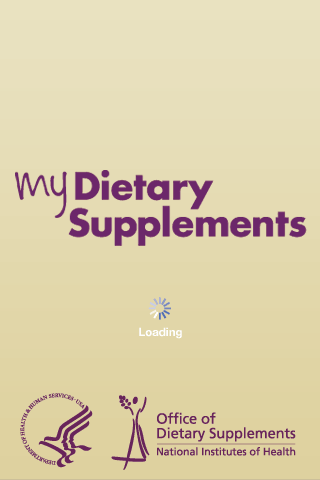 my Dietary
Supplements
Loading
DEPARTMENT OF HEALTH & HUMAN SERVICES · USA
Office of
Dietary Supplements
National Institutes of Health